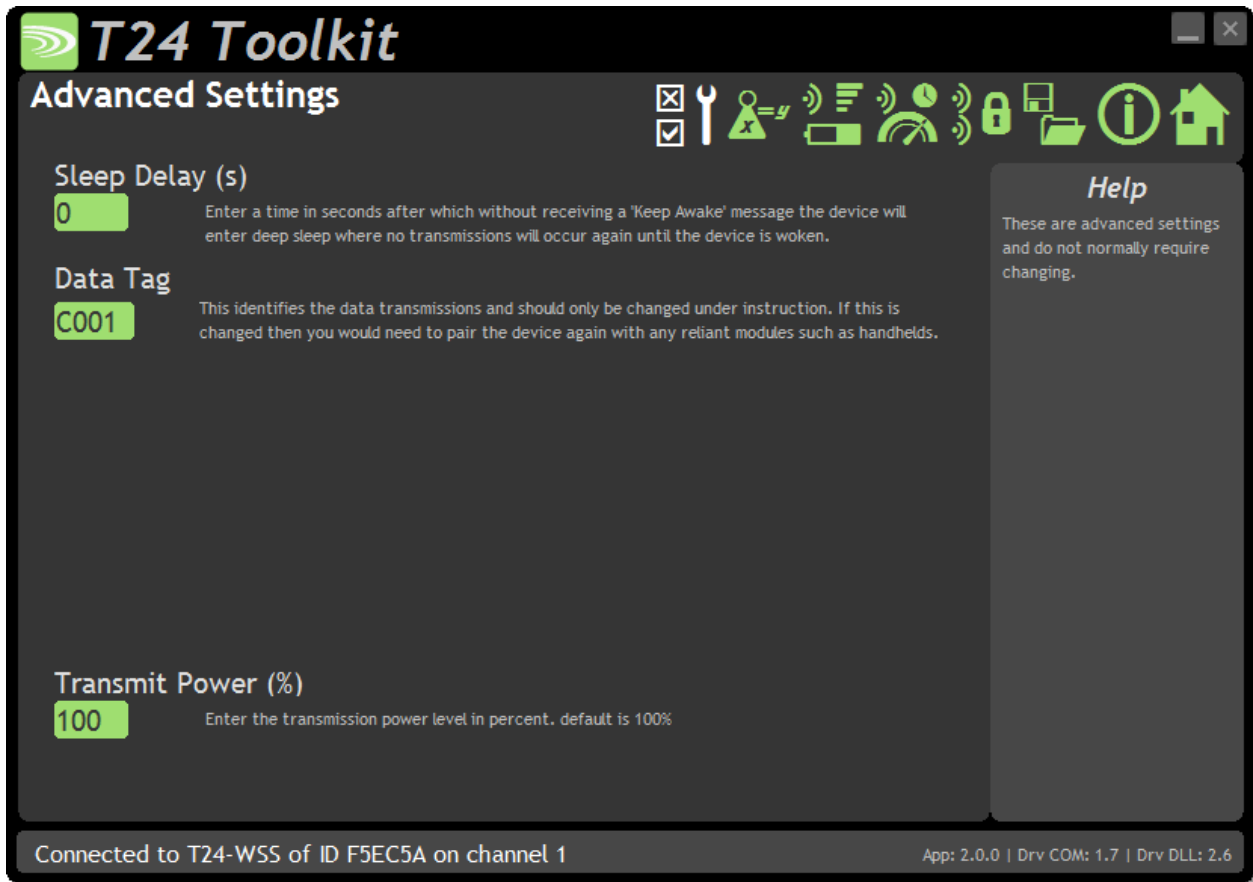 T24 Toolkit
Advanced Settings
x=y
Sleep Delay (s)
0
Enter a time in seconds after which without receiving a 'Keep Awake' message the device will
enter deep sleep where no transmissions will occur again until the device is woken.
Data Tag
C001
This identifies the data transmissions and should only be changed under instruction. If this is
changed then you would need to pair the device again with any reliant modules such as handhelds.
Transmit Power (%)
100
Enter the transmission power level in percent. default is 100%
Help
These are advanced settings
and do not normally require
changing.
Connected to T24-WSS of ID F5EC5A on channel 1
App: 2.0.0 | Drv COM: 1.7 | Drv DLL: 2.6